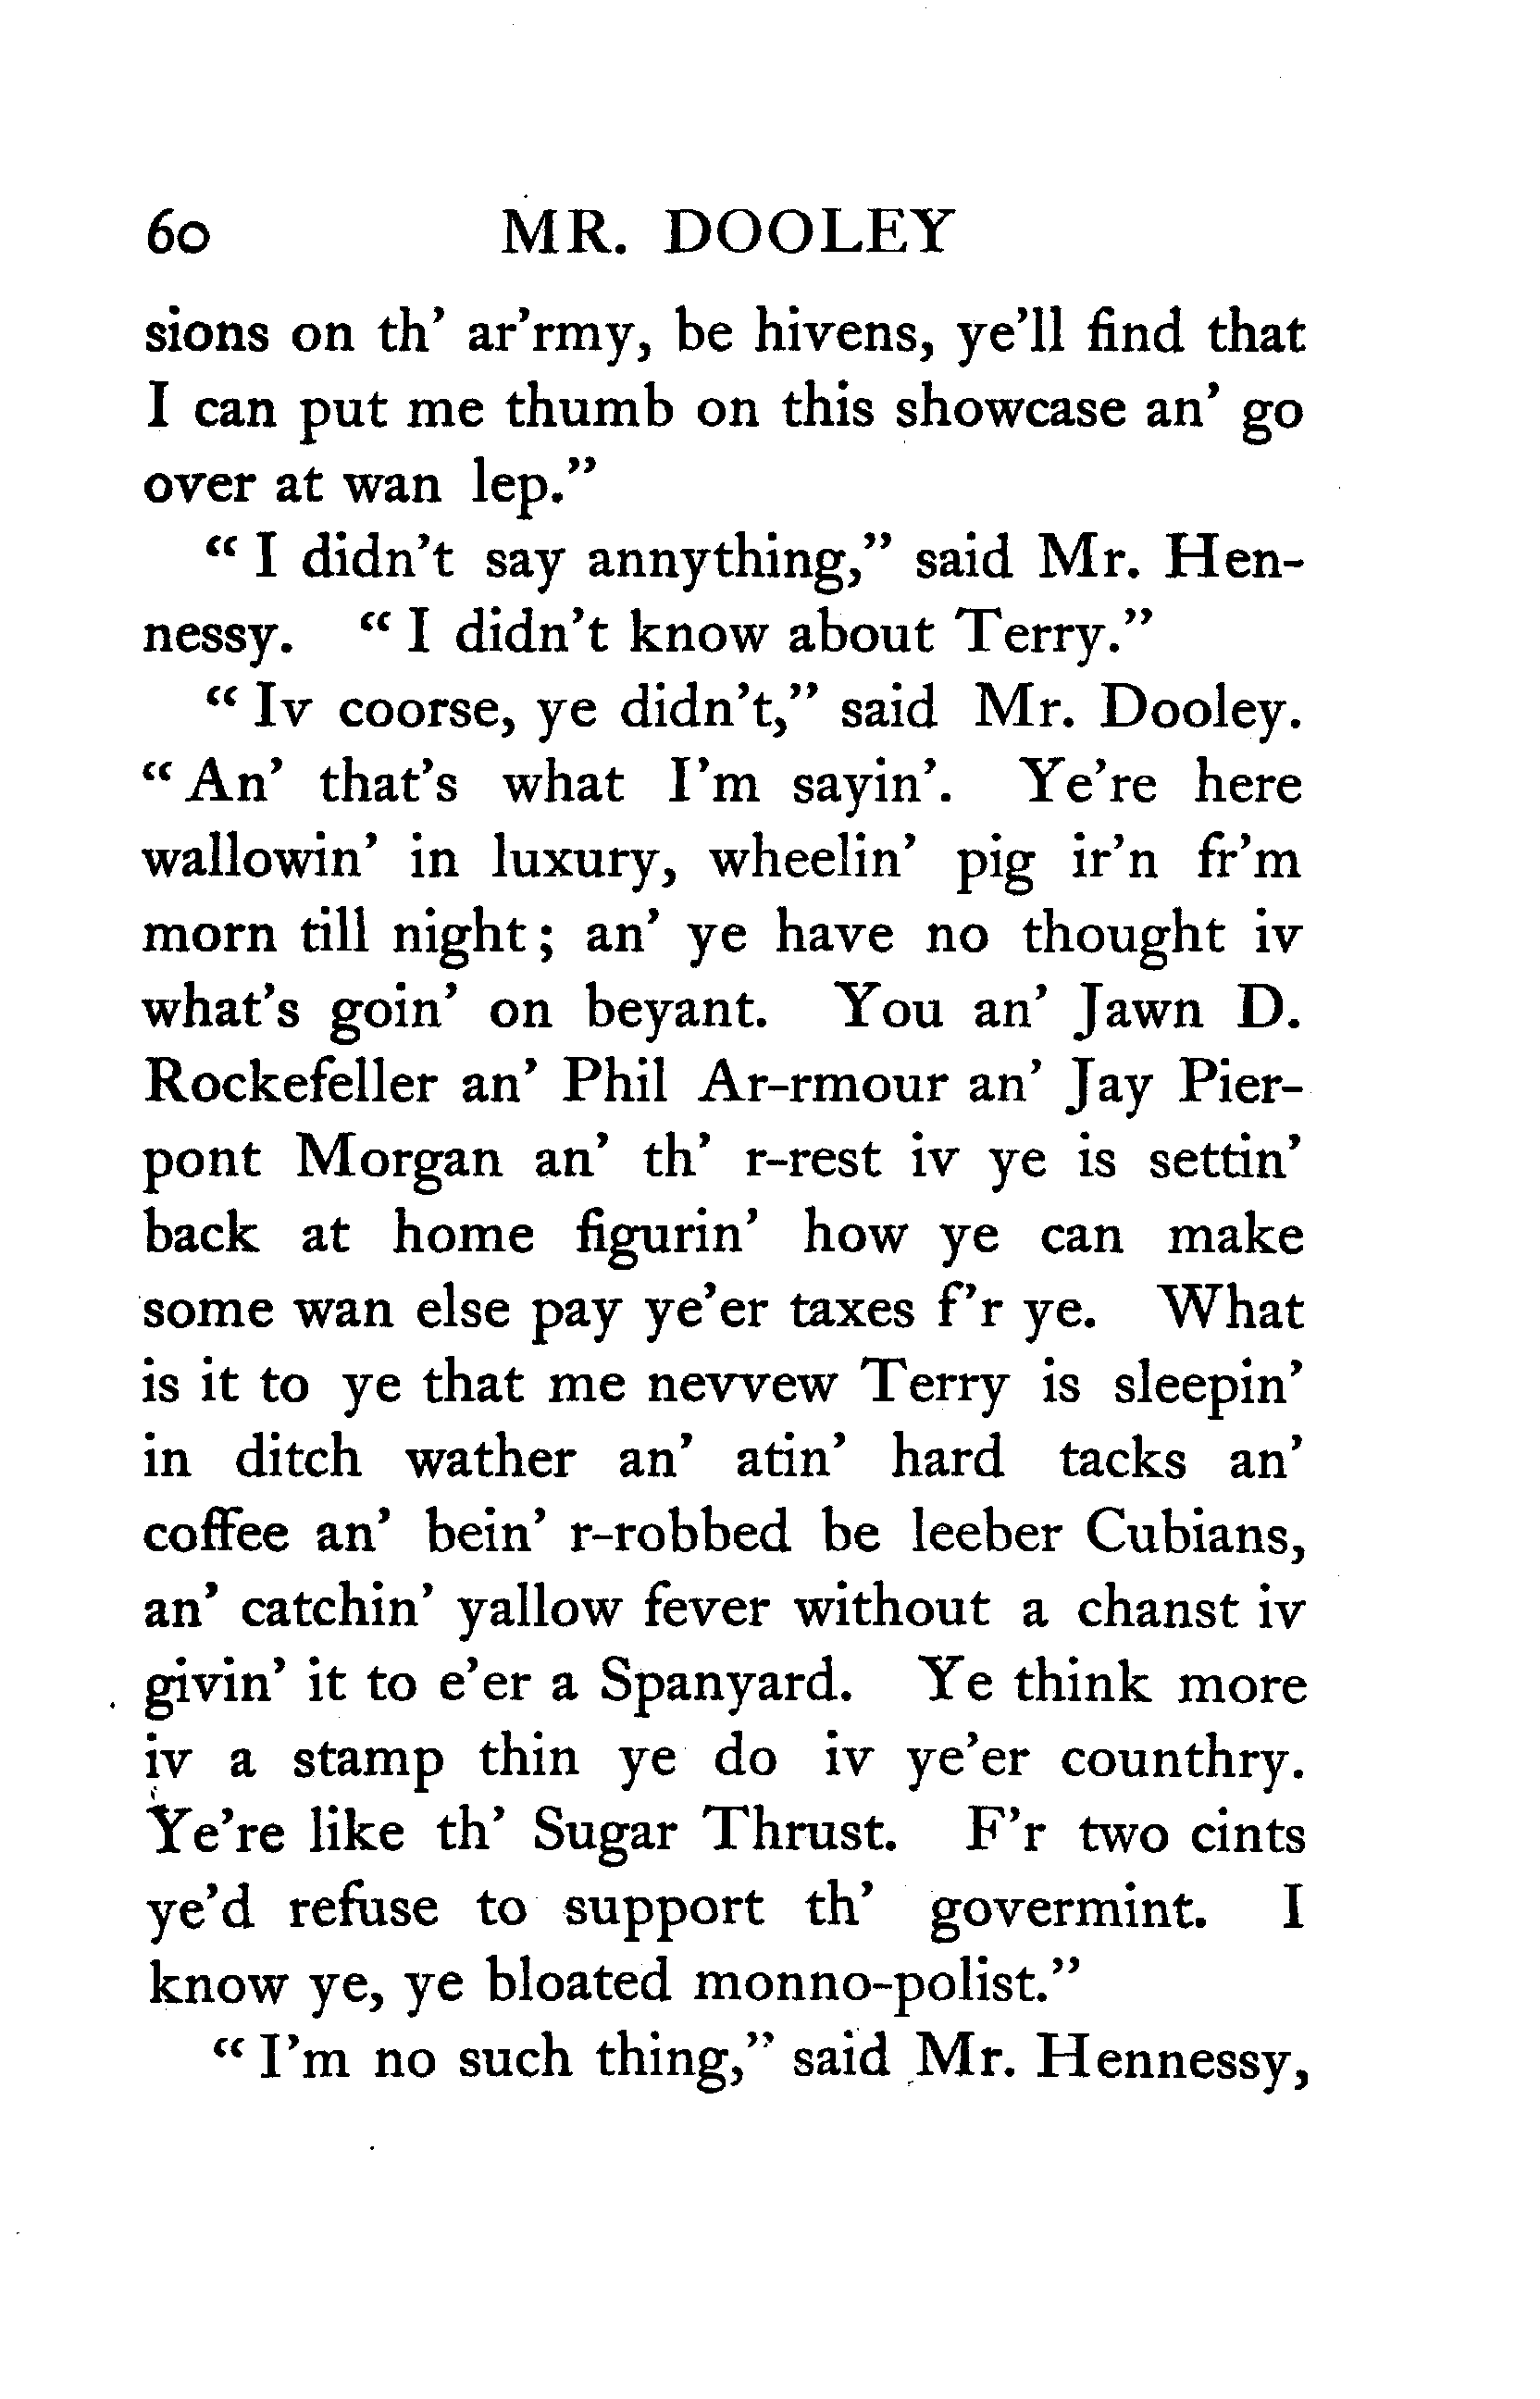 60 MR. DOOLEY
sions on th' ar'rmy, be hivens, ye'll find that
I can put me thumb on this showcase an' go
over at wan lep."
" I didn't say annything," said Mr. Hen-
nessy. " I didn't know about Terry."
" Iv coorse, ye didn't," said Mr. Dooley.
" An' that's what I'm sayin'. Ye're here
wallowin' in luxury, wheelin' pig ir'n fr'm
morn till night ; an' ye have no thought iv
what's goin' on beyant. You an' Jawn D.
Rockefeller an' Phil Ar-rmour an' Jay Pier-
pont Morgan an' th' r-rest iv ye is settin'
back at home figurin' how ye can make
some wan else pay ye'er taxes f'r ye. What
is it to ye that me nevvew Terry is sleepin'
in ditch wather an' atin' hard tacks an'
coffee an' bein' r-robbed be leeber Cubians,
an' catchin' yallow fever without a chanst iv
givin' it to e'er a Spanyard. Ye think more
iv a stamp thin ye do iv ye'er counthry.
Ye're like th' Sugar Thrust. F'r two cints
ye'd refuse to support th' govermint. I
know ye, ye bloated monno-polist."
" I'm no such thing," said Mr. Hennessy,